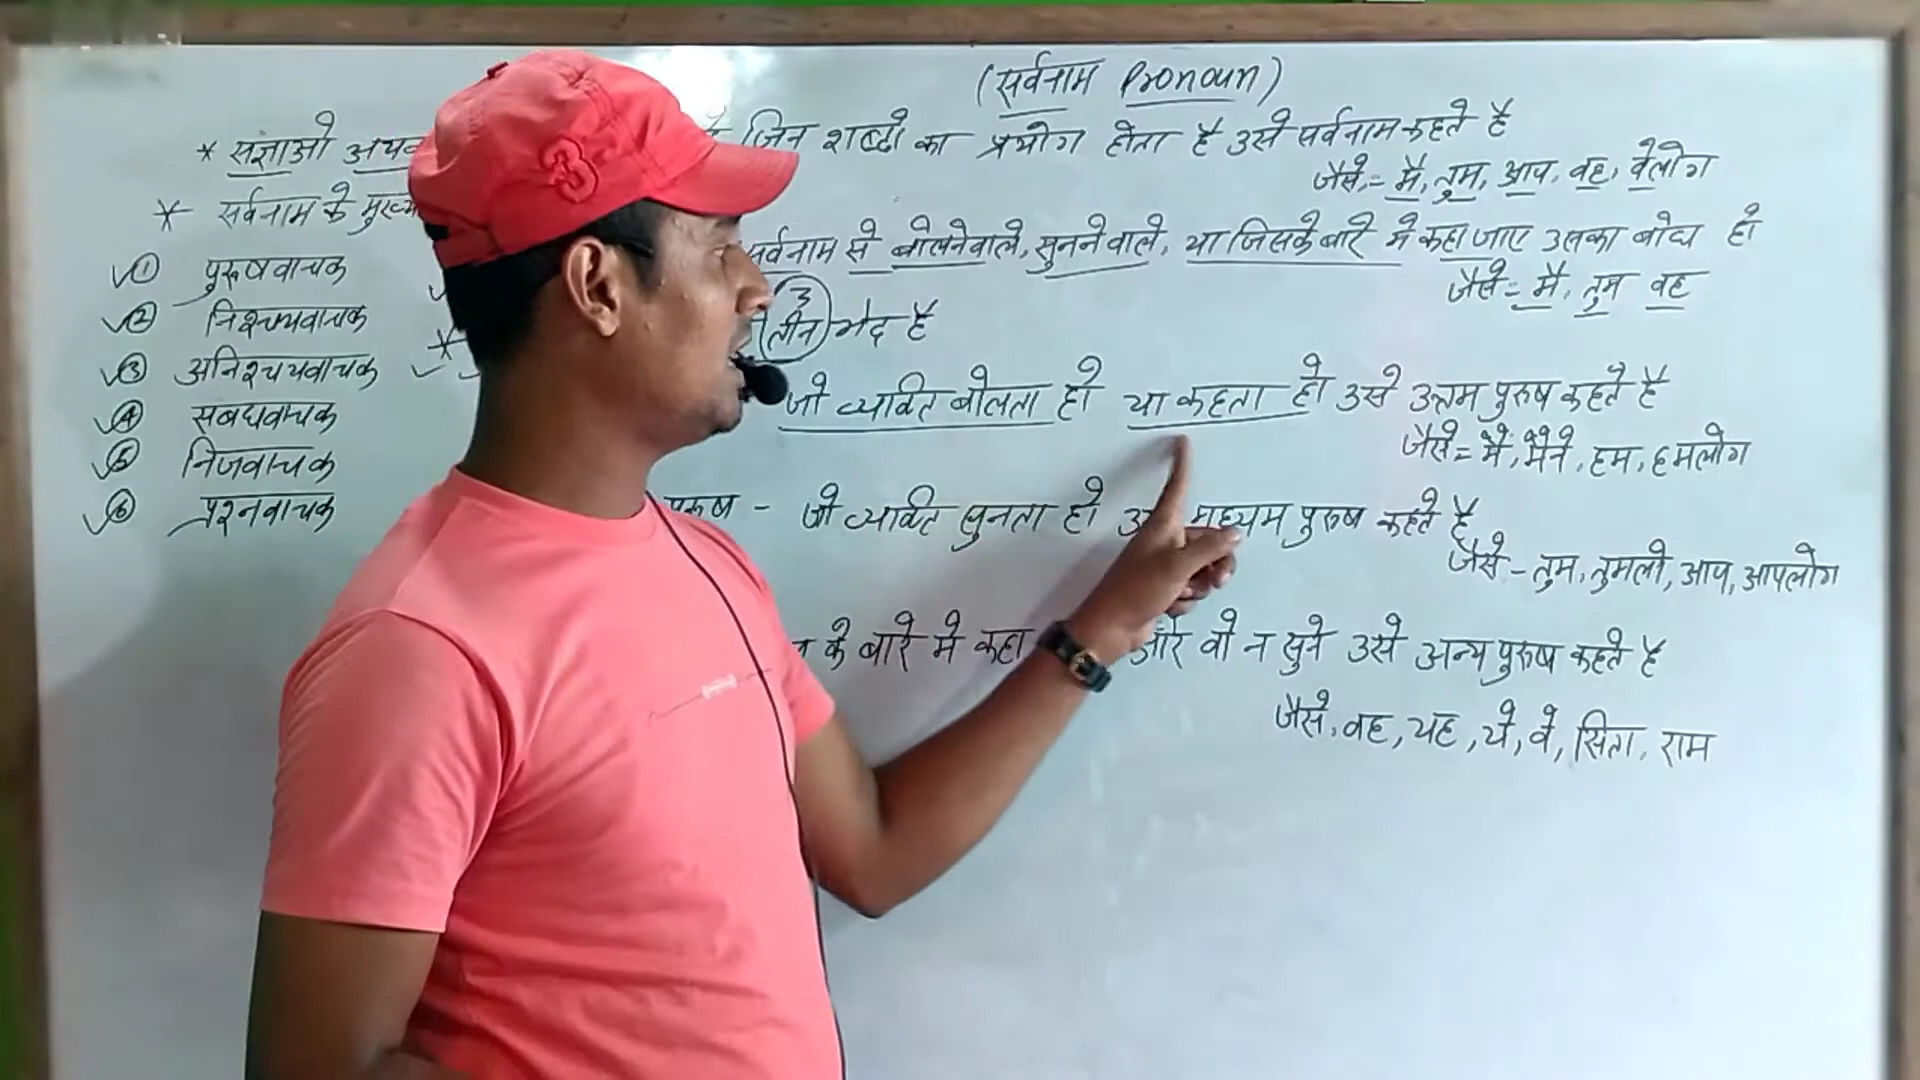 (सर्वनाम Pronoun)
* संज्ञाओ जिन शब्दो का प्रयोग होता है उसे सर्वनाम कहते है
जैसे,= मै, तुम, आप, वह, वेलोग
* सर्वनाम के मुख्य
सर्वनाम से बोलनेवाले, सुनने वाले, या जिसके बारे मे कहा जाए उसका बोध हो
जैसे = मै, तुम वह
① पुरूषवाचक
② निश्चयवाचक
③ अनिश्चयवाचक
④ सबधवाचक
⑤ निजवाचक
⑥ प्रश्नवाचक
3
(तीन) भेद है
जो व्यक्ति बोलता हो या कहता हो उसे उत्तम पुरुष कहते है
जैसे = मै, मैने, हम, हमलोग
पुरूष - जो व्यक्ति सुनता हो मध्यम पुरुष कहते है
जैसे - तुम, तुमलो, आप, आपलोग
के बारे मे कहा और वो न सुने उसे अन्य पुरुष कहते है
जैसे, वह, यह, ये, वे, सिता, राम
3